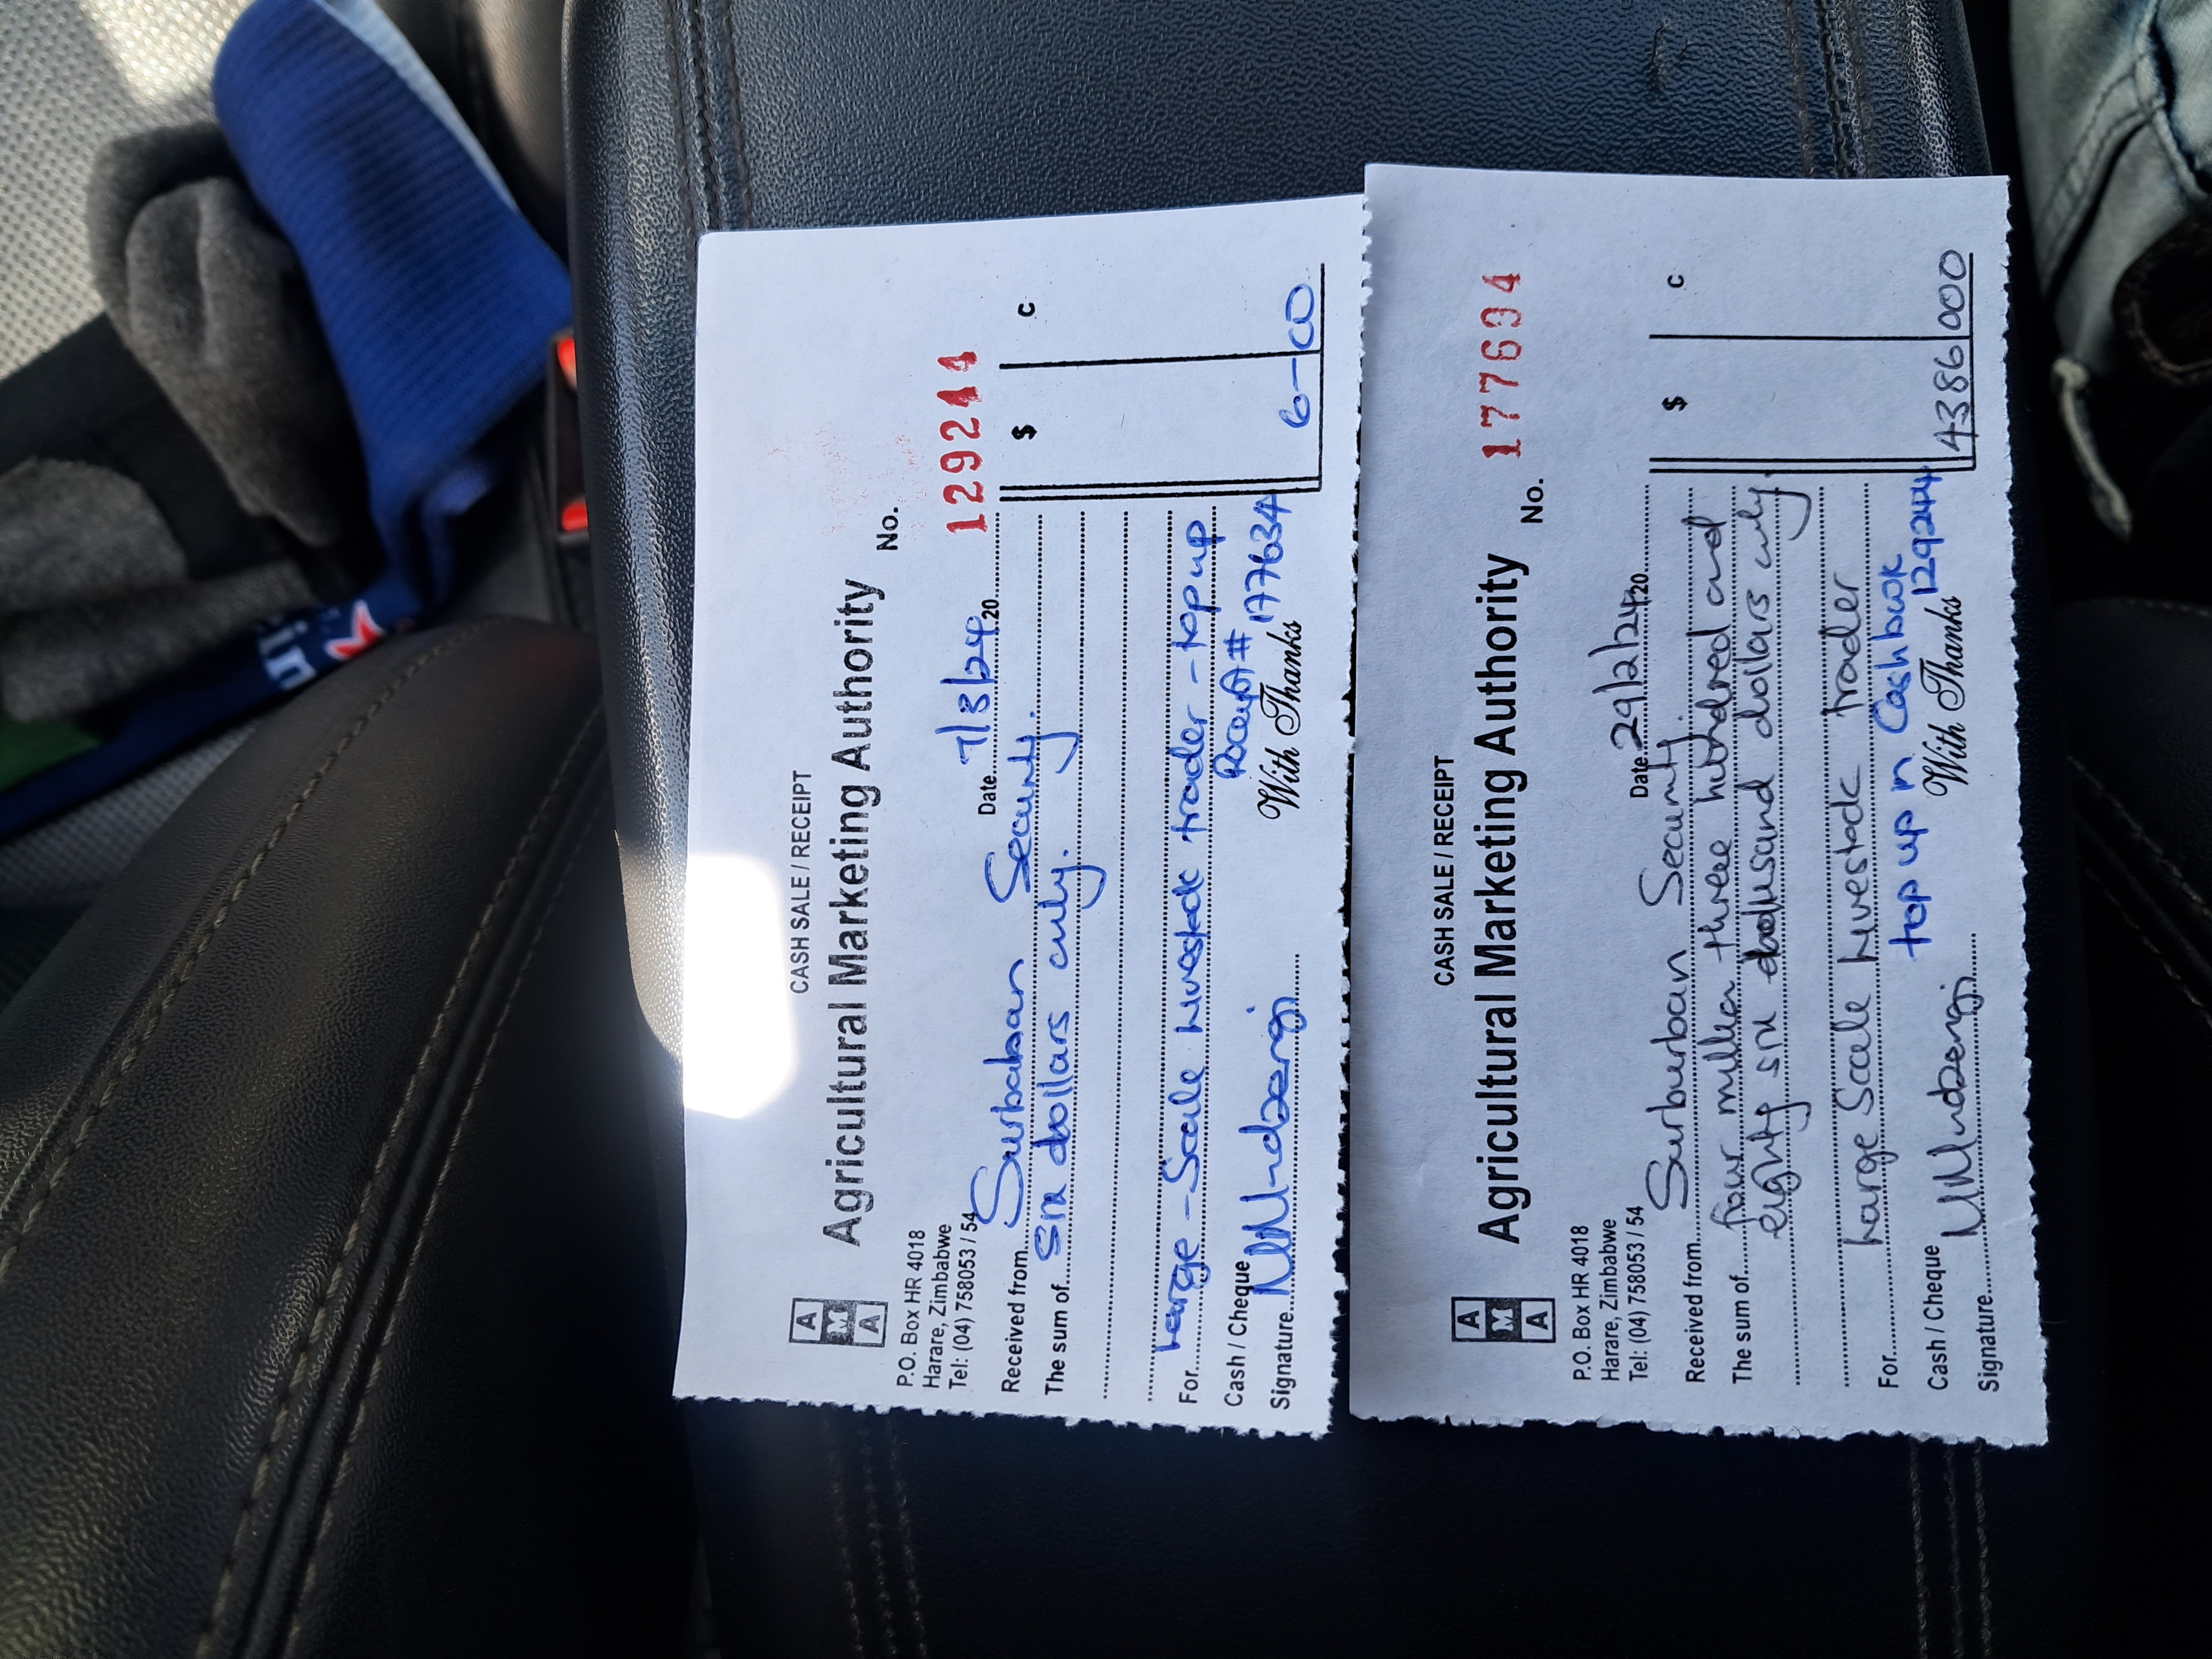 CASH SALE / RECEIPT
A
M
A
Agricultural Marketing Authority
P.O. Box HR 4018
Harare, Zimbabwe
Tel: (04) 758053 / 54
No. 129244
Date 7/3/24 20
Received from Surbuban Security.
The sum of Six dollars only.
$ c
For Large - Scale Livestock trader - top up
Receipt # 177634
Cash / Cheque
With Thanks
6-00
Signature
CASH SALE / RECEIPT
A
M
A
Agricultural Marketing Authority
P.O. Box HR 4018
Harare, Zimbabwe
Tel: (04) 758053 / 54
No. 177634
Date 29/2/24 20
Received from Surburban Security.
The sum of four million three hundred and
eighty six thousand dollars only
$ c
For Large Scale Livestock trader
top up in Cashbook
129244
Cash / Cheque
With Thanks
4386 000
Signature
in